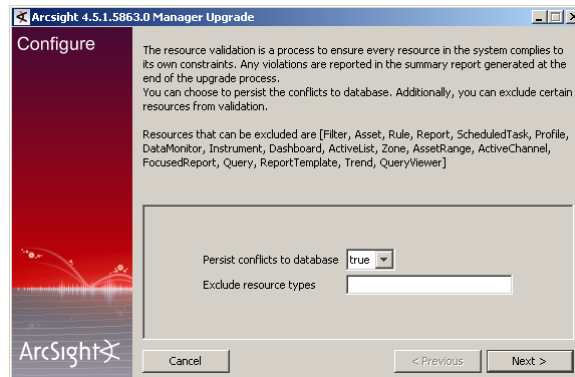 Arcsight 4.5.1.5863.0 Manager Upgrade
Configure
The resource validation is a process to ensure every resource in the system complies to
its own constraints. Any violations are reported in the summary report generated at the
end of the upgrade process.
You can choose to persist the conflicts to database. Additionally, you can exclude certain
resources from validation.
Resources that can be excluded are [Filter, Asset, Rule, Report, ScheduledTask, Profile,
DataMonitor, Instrument, Dashboard, ActiveList, Zone, AssetRange, ActiveChannel,
FocusedReport, Query, ReportTemplate, Trend, QueryViewer]
Persist conflicts to database true
Exclude resource types
ArcSight
Cancel < Previous Next >